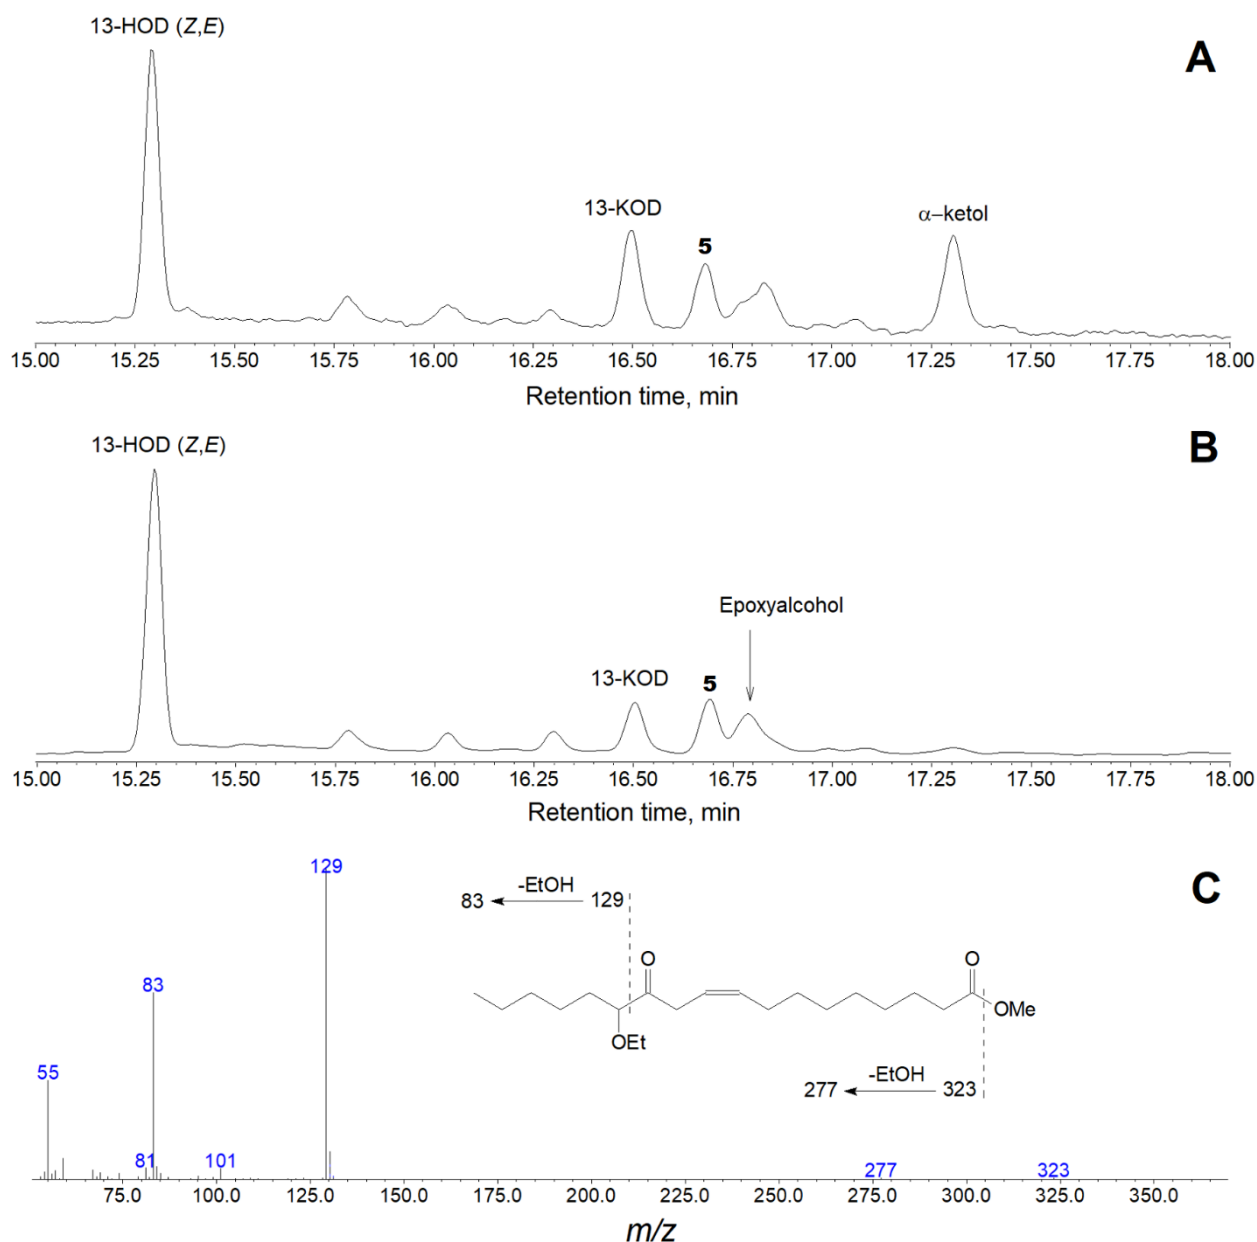 13-HOD (Z,E)
A
13-KOD
5
α–ketol
15.00 15.25 15.50 15.75 16.00 16.25 16.50 16.75 17.00 17.25 17.50 17.75 18.00
Retention time, min
13-HOD (Z,E)
B
Epoxyalcohol
13-KOD
5
15.00 15.25 15.50 15.75 16.00 16.25 16.50 16.75 17.00 17.25 17.50 17.75 18.00
Retention time, min
C
129
83
55
81
101
277
323
83 -EtOH 129
O
O
OMe
OEt
277 -EtOH 323
75.0 100.0 125.0 150.0 175.0 200.0 225.0 250.0 275.0 300.0 325.0 350.0
m/z